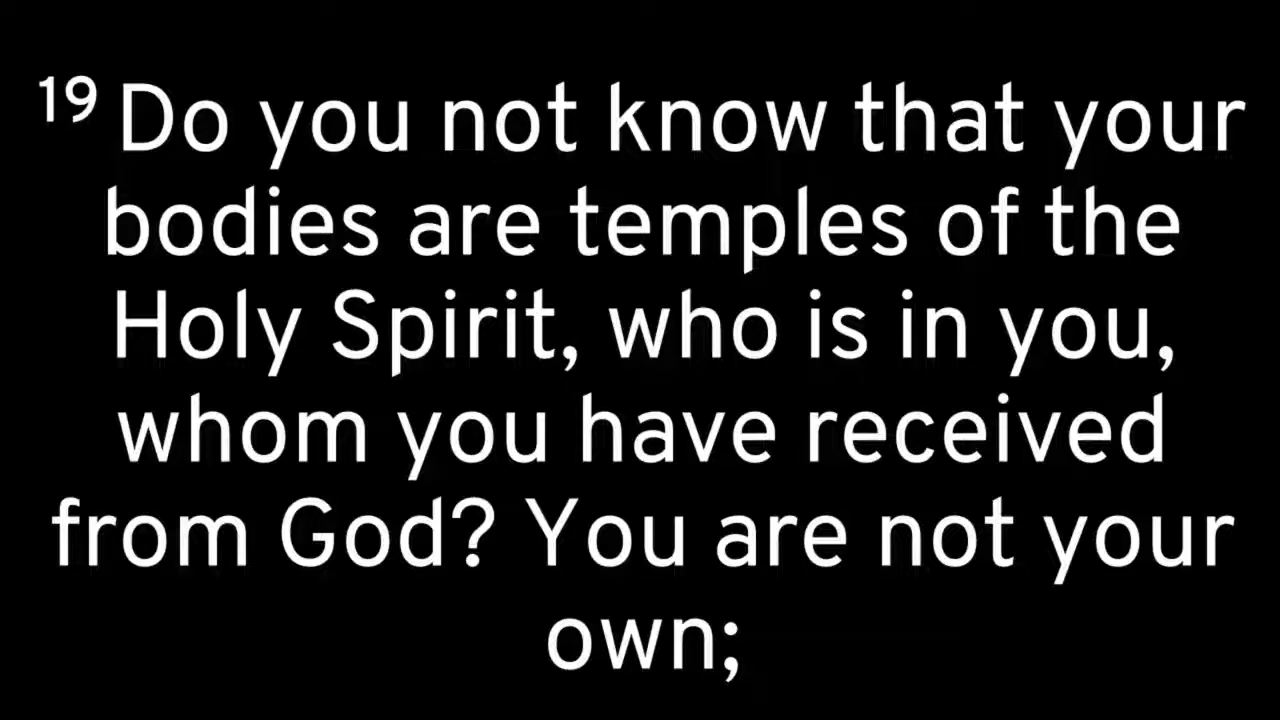 19 Do you not know that your
bodies are temples of the
Holy Spirit, who is in you,
whom you have received
from God? You are not your
own;